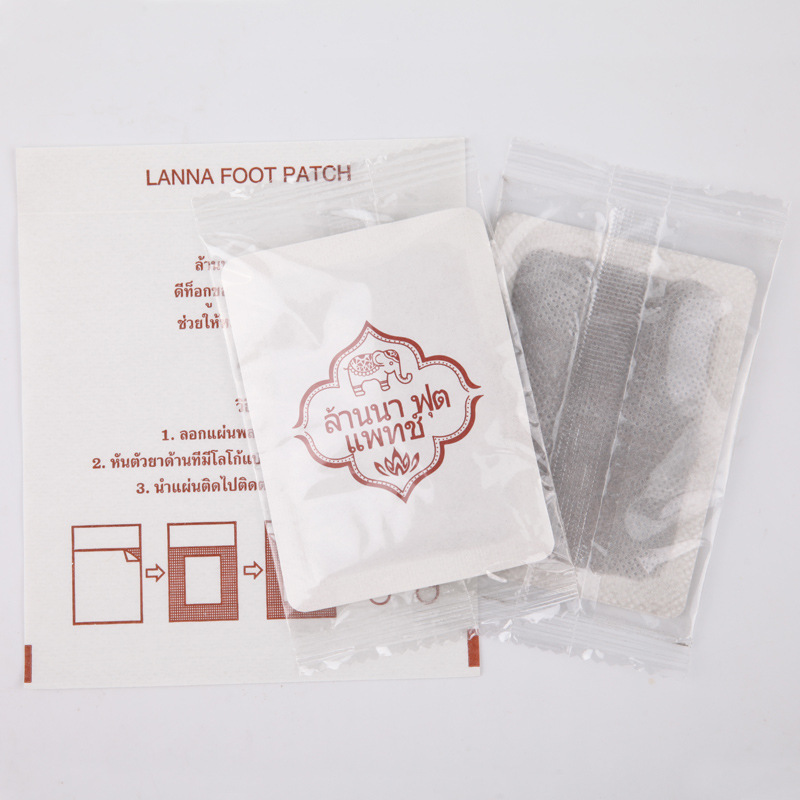 LANNA FOOT PATCH
ล้าน
ดีท็อก
ช่วยให้
1. ลอกแผ่น
2. หันตัวยาด้านที่มีโลโก้
3. นำแผ่นติดไปติด
ล้านนา ฟุต
แพทช์